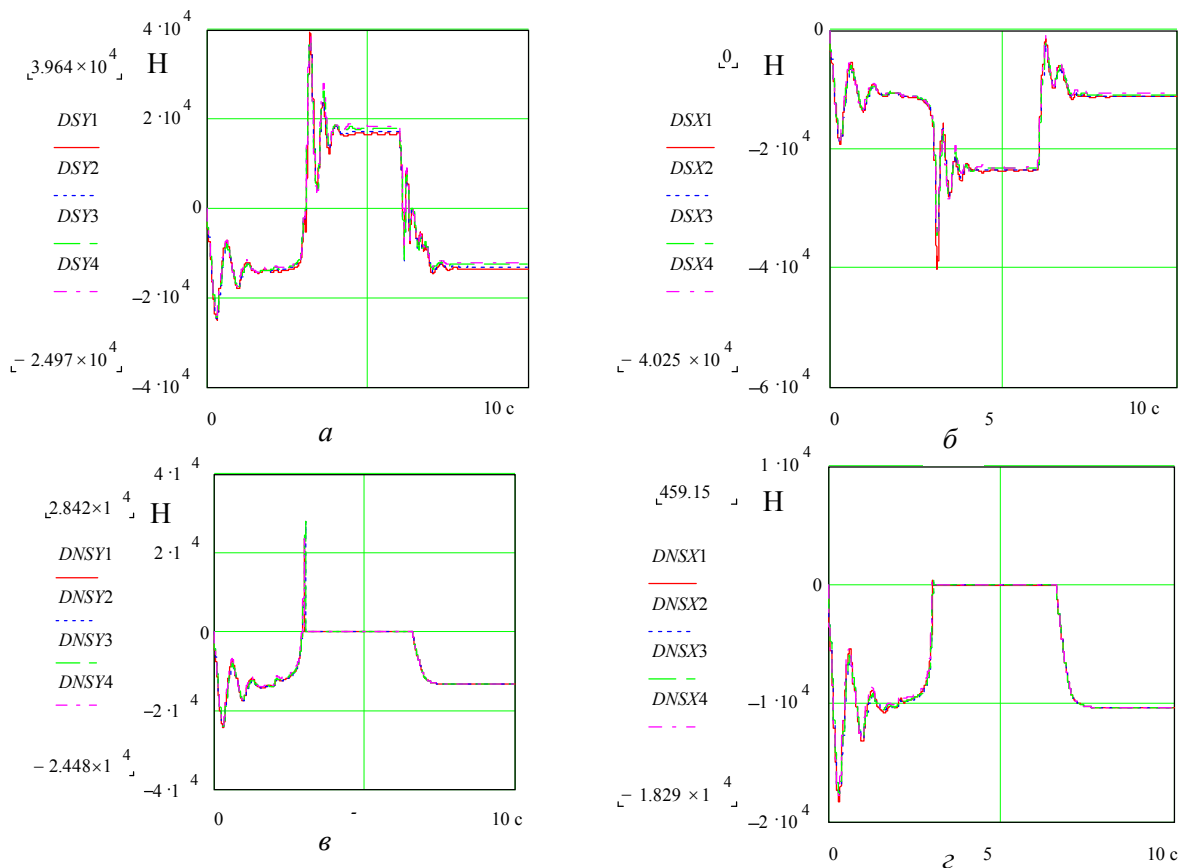 4 ·10 4
3.964 × 10 4
Н
DSY1
2 ·10 4
DSY2
DSY3
0
DSY4
−2 ·10 4
− 2.497 × 10 4
−4 ·10 4
0
10 с
а
0
0
Н
DSX1
−2 ·10 4
DSX2
DSX3
DSX4
−4 ·10 4
− 4.025 × 10 4
−6 ·10 4
0
5
10 с
б
4 ·1 4
2.842×1 4
Н
DNSY1
2 ·1 4
DNSY2
DNSY3
0
DNSY4
−2 ·1 4
− 2.448×1 4
−4 ·1 4
0
-
10 с
в
1 ·10 4
459.15
Н
DNSX1
0
DNSX2
DNSX3
DNSX4
−1 ·10 4
− 1.829 × 1 4
−2 ·10 4
0
5
10 с
г